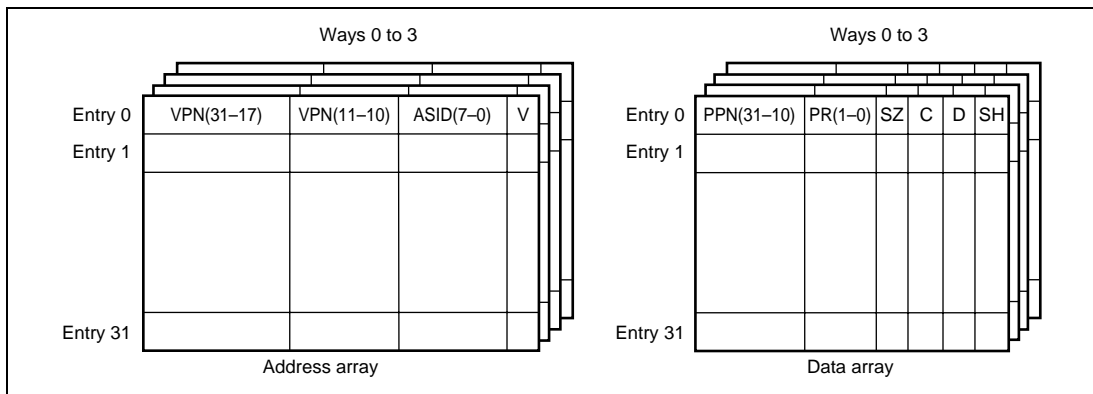 Ways 0 to 3
Ways 0 to 3
Entry 0
VPN(31–17)
VPN(11–10)
ASID(7–0)
V
Entry 1
Entry 31
Address array
Entry 0
PPN(31–10)
PR(1–0)
SZ
C
D
SH
Entry 1
Entry 31
Data array